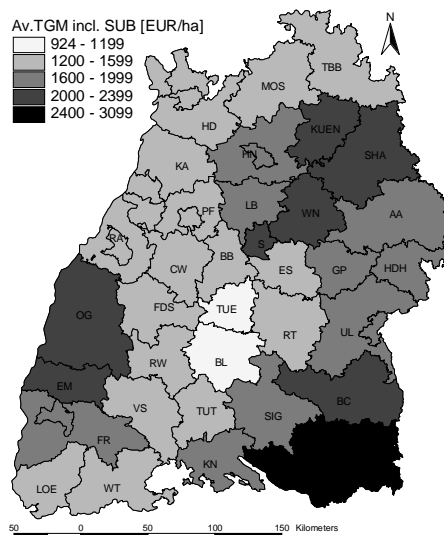 Av.TGM incl. SUB [EUR/ha]
924 - 1199
1200 - 1599
1600 - 1999
2000 - 2399
2400 - 3099
N
TBB
MOS
HD
KUEN
HN
SHA
KA
LB
WN
PF
AA
RA
S
BB
CW
ES
GP
HDH
OG
FDS
TUE
RT
UL
RW
BL
EM
BC
VS
TUT
SIG
FR
KN
LOE
WT
50 0 50 100 150 Kilometers